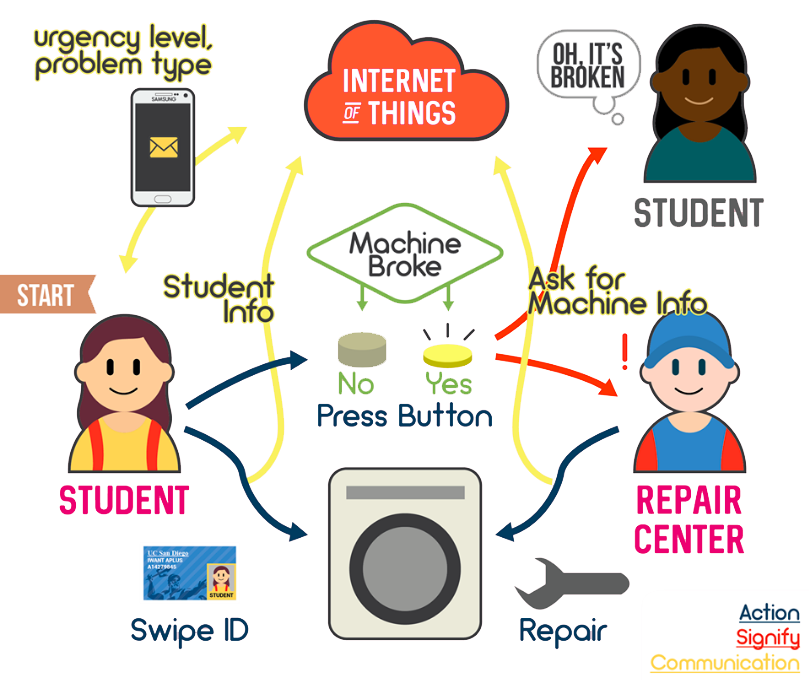 urgency level,
problem type
SAMSUNG
INTERNET
OF THINGS
OH, IT'S
BROKEN
STUDENT
Machine
Broke
START
Student
Info
Ask for
Machine Info
!
No
Yes
Press Button
STUDENT
REPAIR
CENTER
UC San Diego
IWANT APLUS
A14275645
STUDENT
Swipe ID
Repair
Action
Signify
Communication